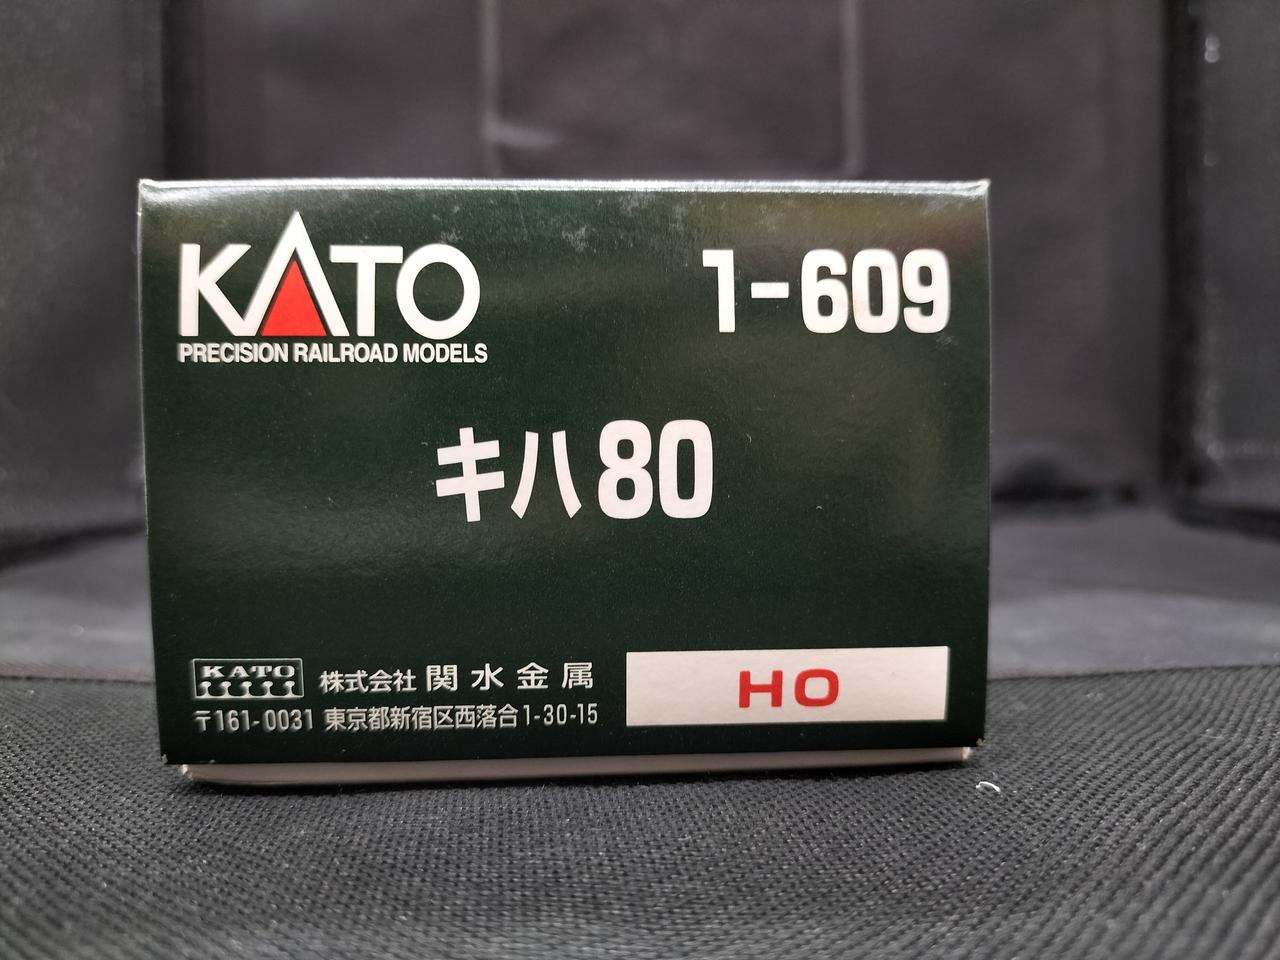 KATO 1-609
PRECISION RAILROAD MODELS
キハ80
KATO 株式会社 関水金属
〒161-0031 東京都新宿区西落合1-30-15
HO